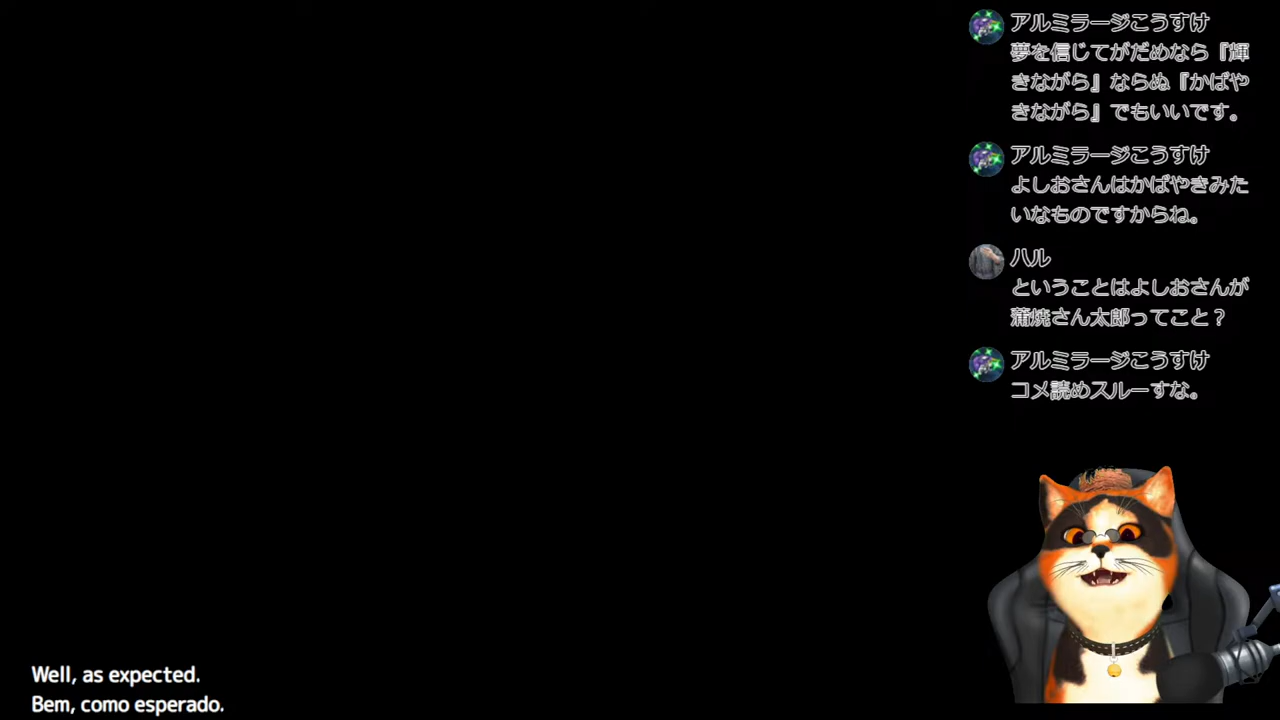 アルミラージこうすけ
夢を信じてがだめなら『輝
きながら』ならぬ『かばや
きながら』でもいいです。
アルミラージこうすけ
よしおさんはかばやきみた
いなものですからね。
ハル
ということはよしおさんが
蒲焼さん太郎ってこと？
アルミラージこうすけ
コメ読めスルーすな。
Well, as expected.
Bem, como esperado.